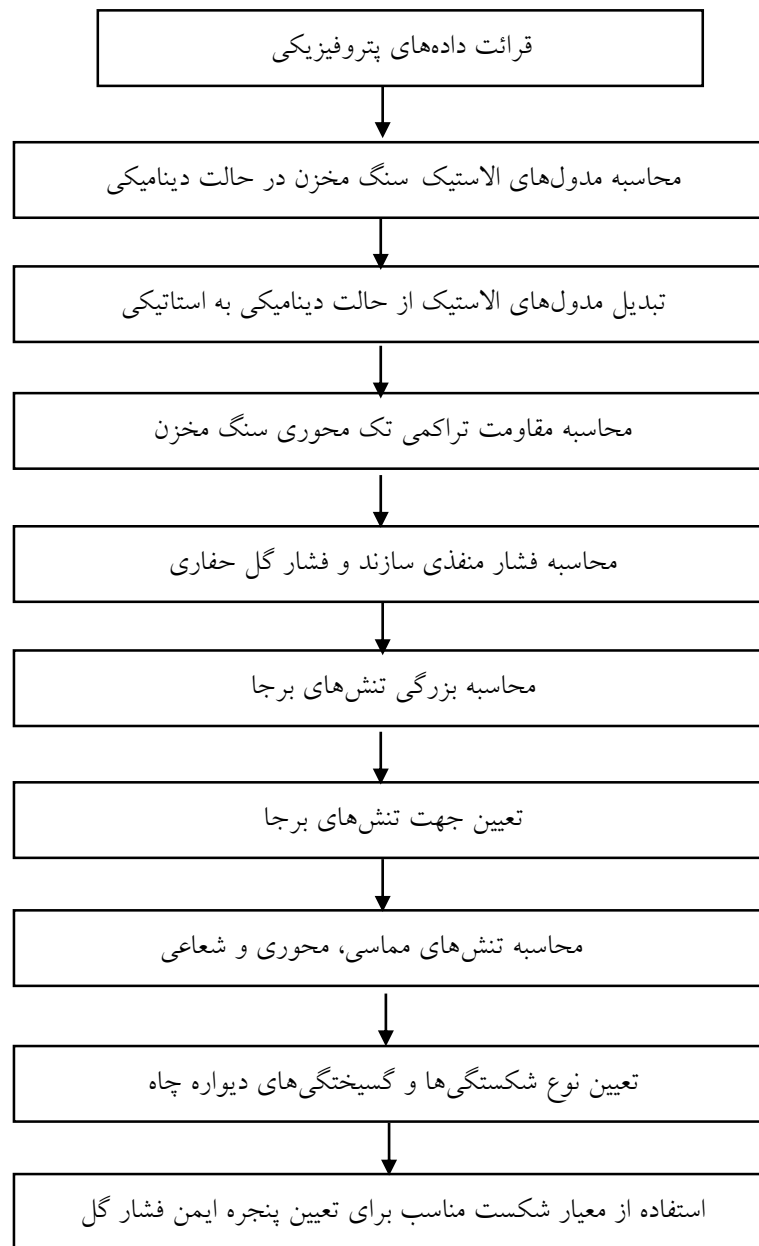 قرائت داده‌های پتروفیزیکی
محاسبه مدول‌های الاستیک سنگ مخزن در حالت دینامیکی
تبدیل مدول‌های الاستیک از حالت دینامیکی به استاتیکی
محاسبه مقاومت تراکمی تک محوری سنگ مخزن
محاسبه فشار منفذی سازند و فشار گل حفاری
محاسبه بزرگی تنش‌های برجا
تعیین جهت تنش‌های برجا
محاسبه تنش‌های مماسی، محوری و شعاعی
تعیین نوع شکستگی‌ها و گسیختگی‌های دیواره چاه
استفاده از معیار شکست مناسب برای تعیین پنجره ایمن فشار گل